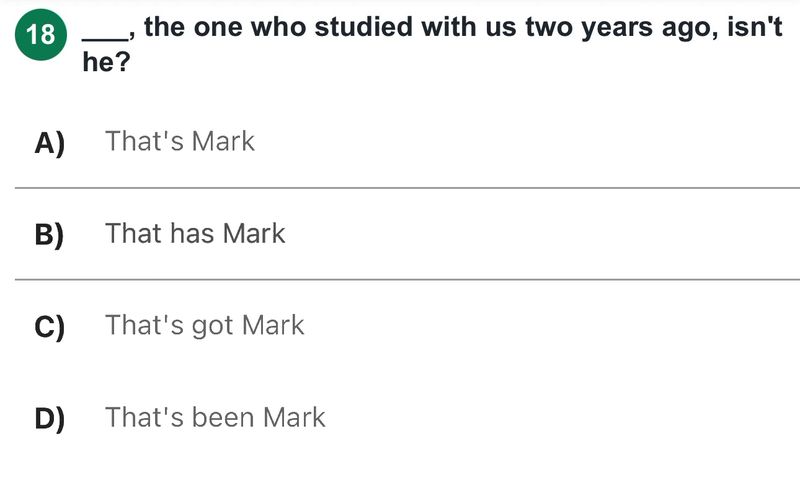 18 ____, the one who studied with us two years ago, isn't
he?
A) That's Mark
B) That has Mark
C) That's got Mark
D) That's been Mark